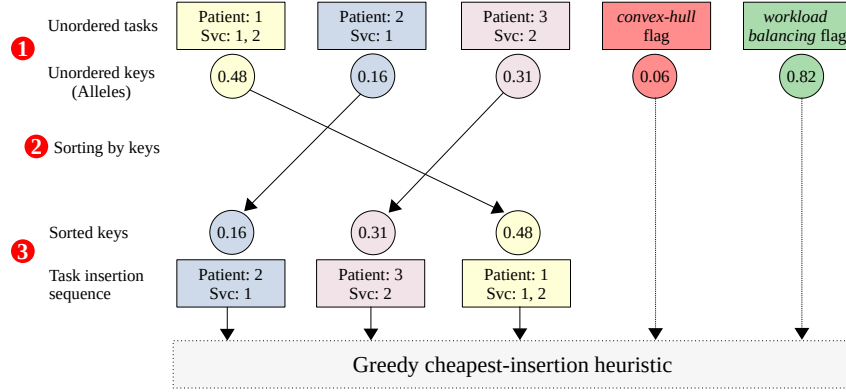 Unordered tasks
Patient: 1
Svc: 1, 2
Patient: 2
Svc: 1
Patient: 3
Svc: 2
convex-hull
flag
workload
balancing flag
1
Unordered keys
(Alleles)
0.48
0.16
0.31
0.06
0.82
2
Sorting by keys
3
Sorted keys
0.16
0.31
0.48
Task insertion
sequence
Patient: 2
Svc: 1
Patient: 3
Svc: 2
Patient: 1
Svc: 1, 2
Greedy cheapest-insertion heuristic